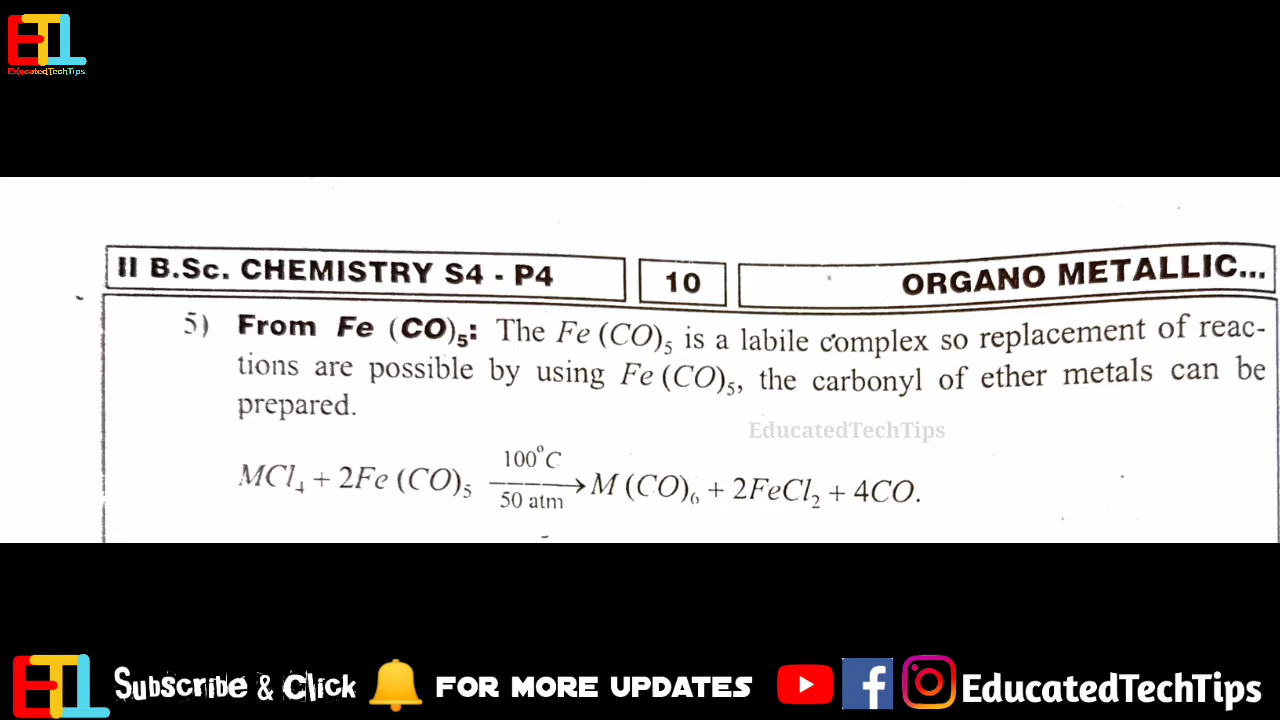 ETL
EducatedTechTips
II B.Sc. CHEMISTRY S4 - P4
10
ORGANO METALLIC...
5) From Fe (CO)₅: The Fe (CO)₅ is a labile complex so replacement of reac-
tions are possible by using Fe (CO)₅, the carbonyl of ether metals can be
prepared.
EducatedTechTips
100°C
MCl₄ + 2Fe (CO)₅ → M (CO)₆ + 2FeCl₂ + 4CO.
50 atm
ETL Subscribe & Click FOR MORE UPDATES EducatedTechTips